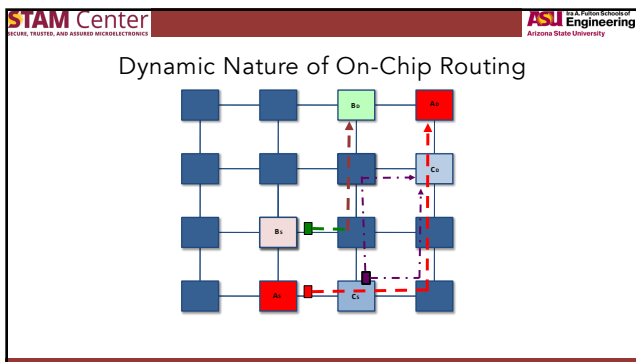 STAM Center
SECURE, TRUSTED, AND ASSURED MICROELECTRONICS
ASU Ira A. Fulton Schools of
Engineering
Arizona State University
Dynamic Nature of On-Chip Routing
BD
AD
CD
BS
AS
CS